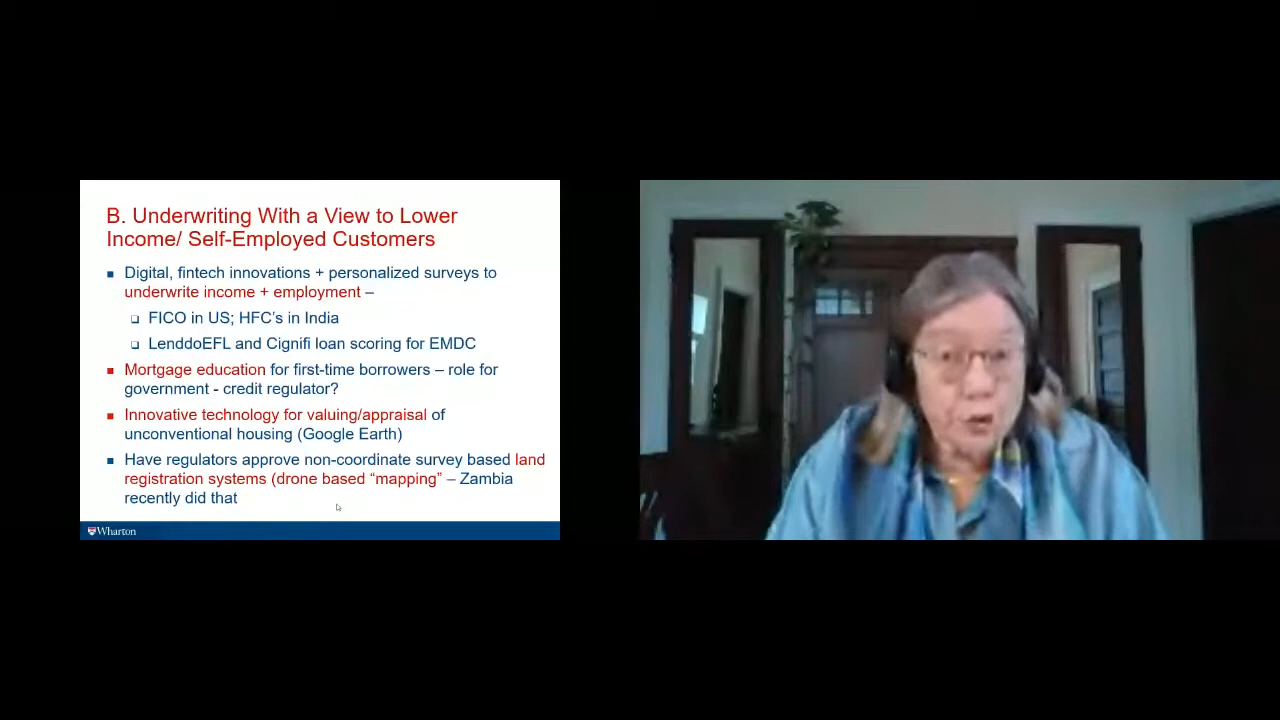 B. Underwriting With a View to Lower
Income/ Self-Employed Customers
▪ Digital, fintech innovations + personalized surveys to
underwrite income + employment –
❑ FICO in US; HFC's in India
❑ LenddoEFL and Cignifi loan scoring for EMDC
▪ Mortgage education for first-time borrowers – role for
government - credit regulator?
▪ Innovative technology for valuing/appraisal of
unconventional housing (Google Earth)
▪ Have regulators approve non-coordinate survey based land
registration systems (drone based “mapping” – Zambia
recently did that
Wharton